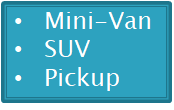 • Mini-Van
• SUV
• Pickup